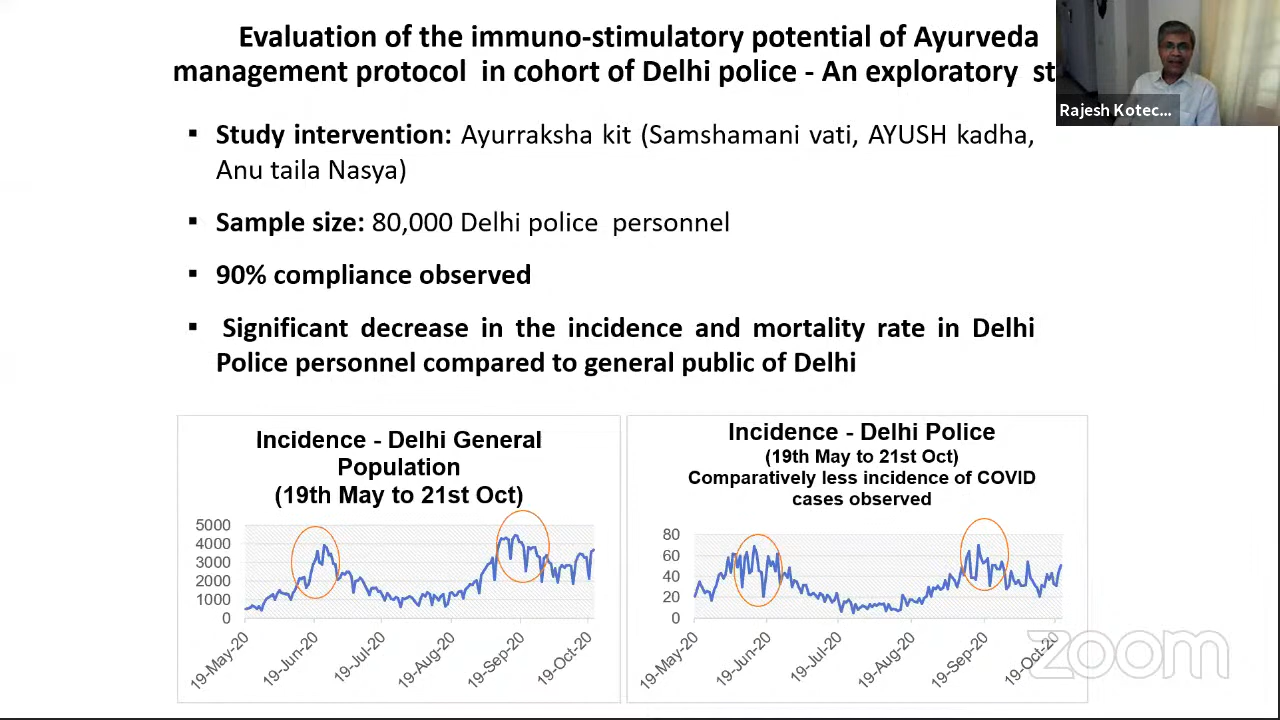 Evaluation of the immuno-stimulatory potential of Ayurveda
management protocol in cohort of Delhi police - An exploratory st
Rajesh Kotec...
▪ Study intervention: Ayurraksha kit (Samshamani vati, AYUSH kadha,
Anu taila Nasya)
▪ Sample size: 80,000 Delhi police personnel
▪ 90% compliance observed
▪ Significant decrease in the incidence and mortality rate in Delhi
Police personnel compared to general public of Delhi
Incidence - Delhi General
Population
(19th May to 21st Oct)
5000
4000
3000
2000
1000
0
19-May-20
19-Jun-20
19-Jul-20
19-Aug-20
19-Sep-20
19-Oct-20
Incidence - Delhi Police
(19th May to 21st Oct)
Comparatively less incidence of COVID
cases observed
80
60
40
20
0
19-May-20
19-Jun-20
19-Jul-20
19-Aug-20
19-Sep-20
19-Oct-20
zoom